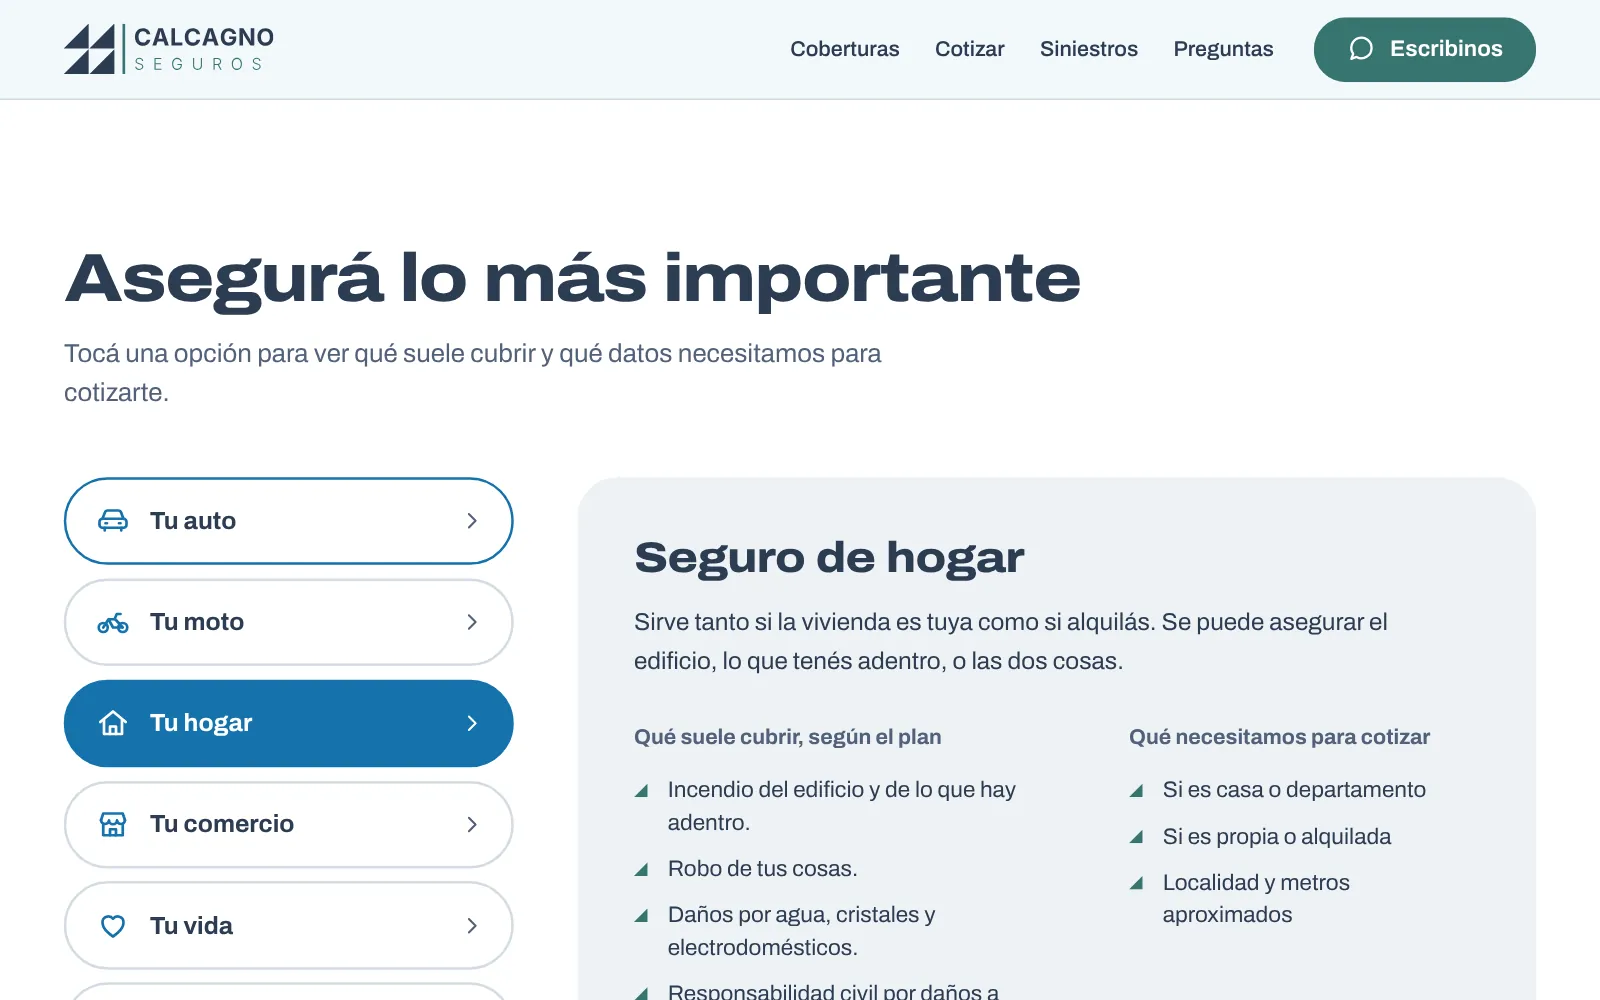 CALCAGNO
SEGUROS
Coberturas
Cotizar
Siniestros
Preguntas
Escribinos
Asegurá lo más importante
Tocá una opción para ver qué suele cubrir y qué datos necesitamos para
cotizarte.
Tu auto
Tu moto
Tu hogar
Tu comercio
Tu vida
Seguro de hogar
Sirve tanto si la vivienda es tuya como si alquilás. Se puede asegurar el
edificio, lo que tenés adentro, o las dos cosas.
Qué suele cubrir, según el plan
Incendio del edificio y de lo que hay
adentro.
Robo de tus cosas.
Daños por agua, cristales y
electrodomésticos.
Responsabilidad civil por daños a
Qué necesitamos para cotizar
Si es casa o departamento
Si es propia o alquilada
Localidad y metros
aproximados